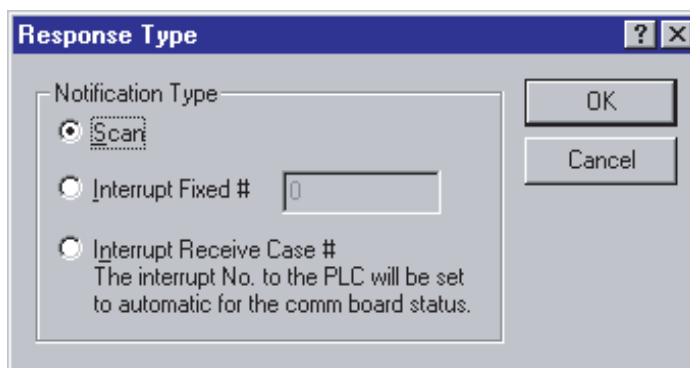 Response Type
? X
Notification Type
OK
Scan
Cancel
Interrupt Fixed #
0
Interrupt Receive Case #
The interrupt No. to the PLC will be set
to automatic for the comm board status.